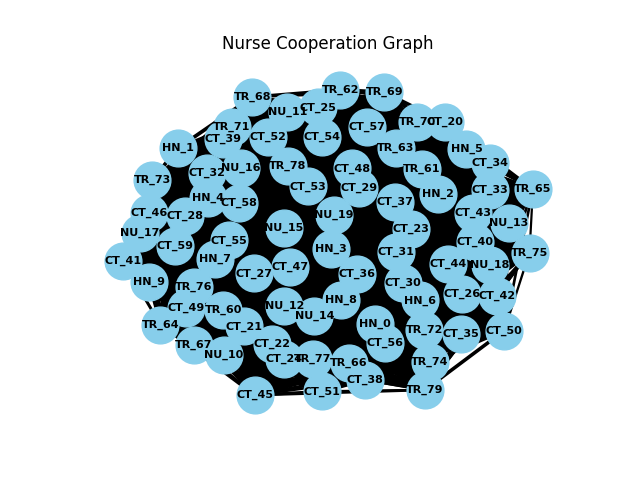 Nurse Cooperation Graph
TR_62
TR_69
TR_68
CT_25
NU_11
TR_70
CT_20
TR_71
CT_57
CT_39
CT_52
CT_54
HN_1
TR_63
HN_5
CT_34
TR_78
NU_16
CT_48
TR_61
CT_32
TR_73
CT_53
CT_29
CT_33
TR_65
HN_2
HN_4
CT_58
CT_37
CT_46
CT_28
NU_19
CT_43
NU_13
NU_15
CT_23
NU_17
CT_55
CT_40
CT_59
HN_3
CT_31
TR_75
CT_41
HN_7
CT_44
NU_18
CT_47
CT_27
CT_36
HN_9
CT_30
TR_76
CT_26
CT_42
HN_8
HN_6
CT_49
TR_60
NU_12
NU_14
TR_64
CT_21
HN_0
TR_72
CT_35
CT_50
TR_67
CT_22
CT_56
NU_10
TR_77
TR_66
TR_74
CT_38
CT_45
CT_51
TR_79